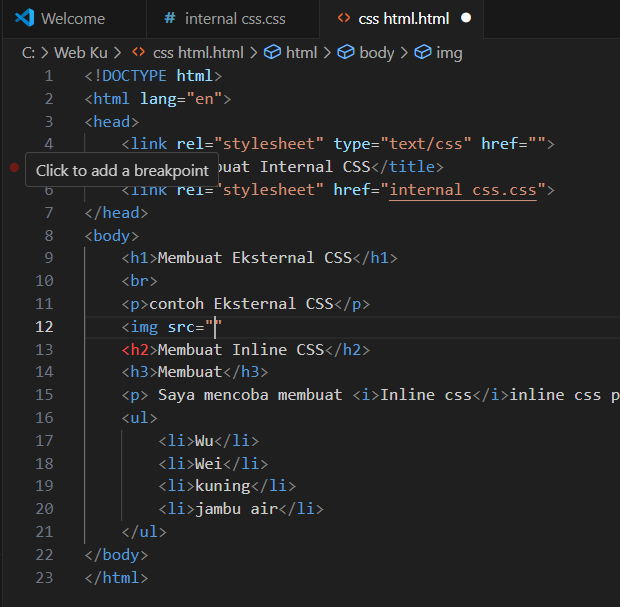 Welcome
# internal css.css
<> css html.html
C: > Web Ku > <> css html.html > html > body > img
1 <!DOCTYPE html>
2 <html lang="en">
3 <head>
4 <link rel="stylesheet" type="text/css" href="">
Click to add a breakpoint uat Internal CSS</title>
6 <link rel="stylesheet" href="internal css.css">
7 </head>
8 <body>
9 <h1>Membuat Eksternal CSS</h1>
10 <br>
11 <p>contoh Eksternal CSS</p>
12 <img src=""
13 <h2>Membuat Inline CSS</h2>
14 <h3>Membuat</h3>
15 <p> Saya mencoba membuat <i>Inline css</i>inline css p
16 <ul>
17 <li>Wu</li>
18 <li>Wei</li>
19 <li>kuning</li>
20 <li>jambu air</li>
21 </ul>
22 </body>
23 </html>